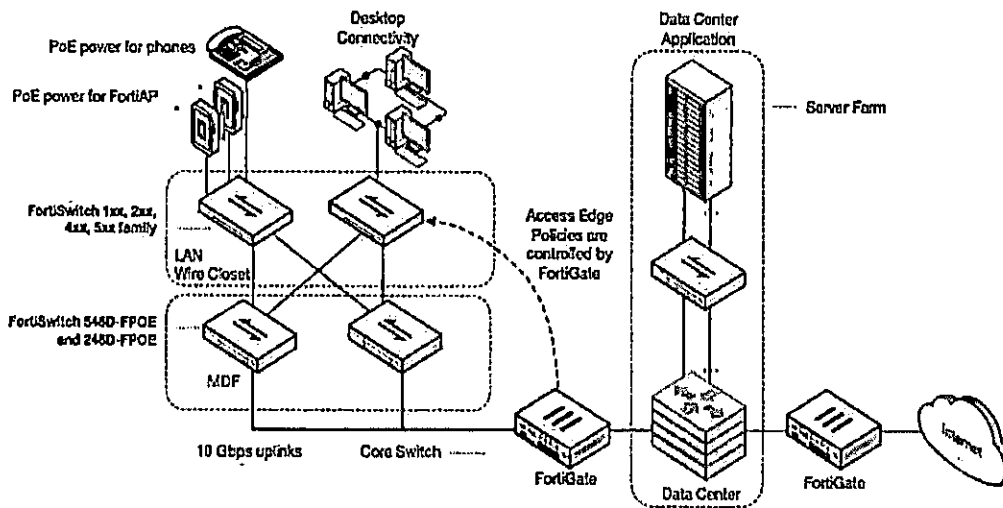 PoE power for phones
PoE power for FortiAP
Desktop
Connectivity
Data Center
Application
Server Farm
FortiSwitch 1xx, 2xx,
4xx, 5xx family
LAN
Wire Closet
Access Edge
Policies are
controlled by
FortiGate
FortiSwitch 548D-FPOE
and 248D-FPOE
MDF
10 Gbps uplinks
Core Switch
FortiGate
Data Center
FortiGate
Internet